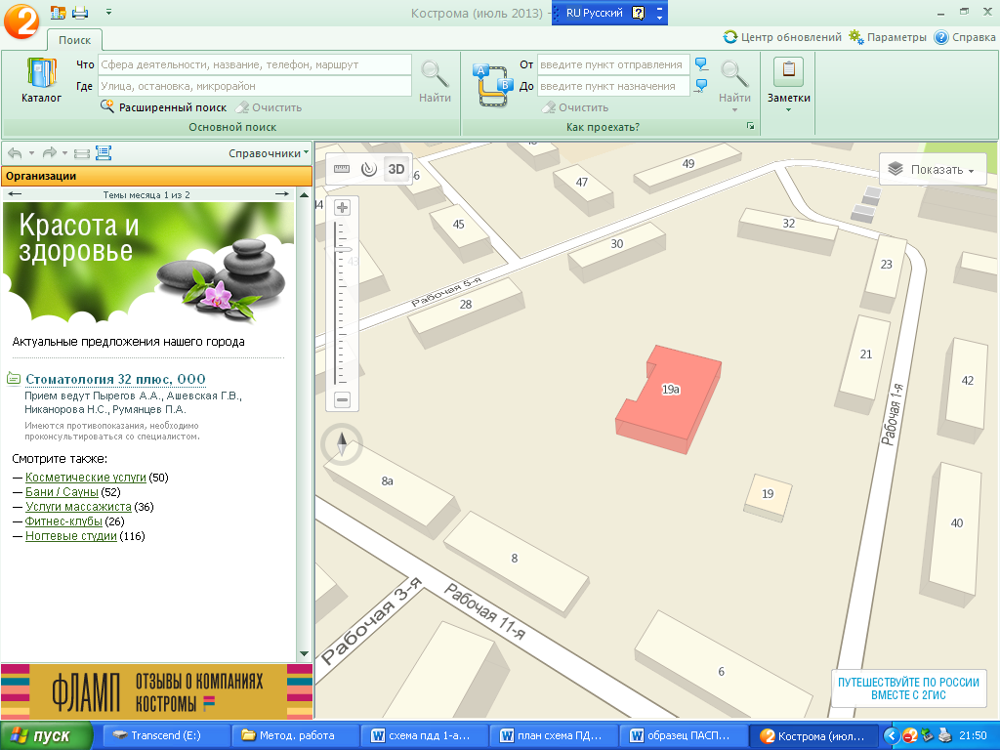 Кострома (июль 2013) -
RU Русский
Поиск
Центр обновлений
Параметры
Справка
Каталог
Что
Сфера деятельности, название, телефон, маршрут
Где
Улица, остановка, микрорайон
Расширенный поиск
Очистить
Найти
Основной поиск
От
введите пункт отправления
До
введите пункт назначения
Очистить
Найти
Как проехать?
Заметки
Справочники
Организации
Темы месяца 1 из 2
Красота и
здоровье
Актуальные предложения нашего города
Стоматология 32 плюс, ООО
Прием ведут Пырегов А.А., Ашевская Г.В.,
Никанорова Н.С., Румянцев П.А.
Имеются противопоказания, необходимо
проконсультироваться со специалистом.
Смотрите также:
— Косметические услуги (50)
— Бани / Сауны (52)
— Услуги массажиста (36)
— Фитнес-клубы (26)
— Ногтевые студии (116)
ФЛАМП
ОТЗЫВЫ О КОМПАНИЯХ
КОСТРОМЫ
3D
Показать
44
45
47
49
43
30
32
28
23
21
42
19а
19
40
8а
8
6
Рабочая 5-я
Рабочая 1-я
Рабочая 11-я
Рабочая 3-я
ПУТЕШЕСТВУЙТЕ ПО РОССИИ
ВМЕСТЕ С 2ГИС
пуск
Transcend (E:)
Метод. работа
схема пдд 1-а...
план схема ПД...
образец ПАСП...
Кострома (июл...
21:50